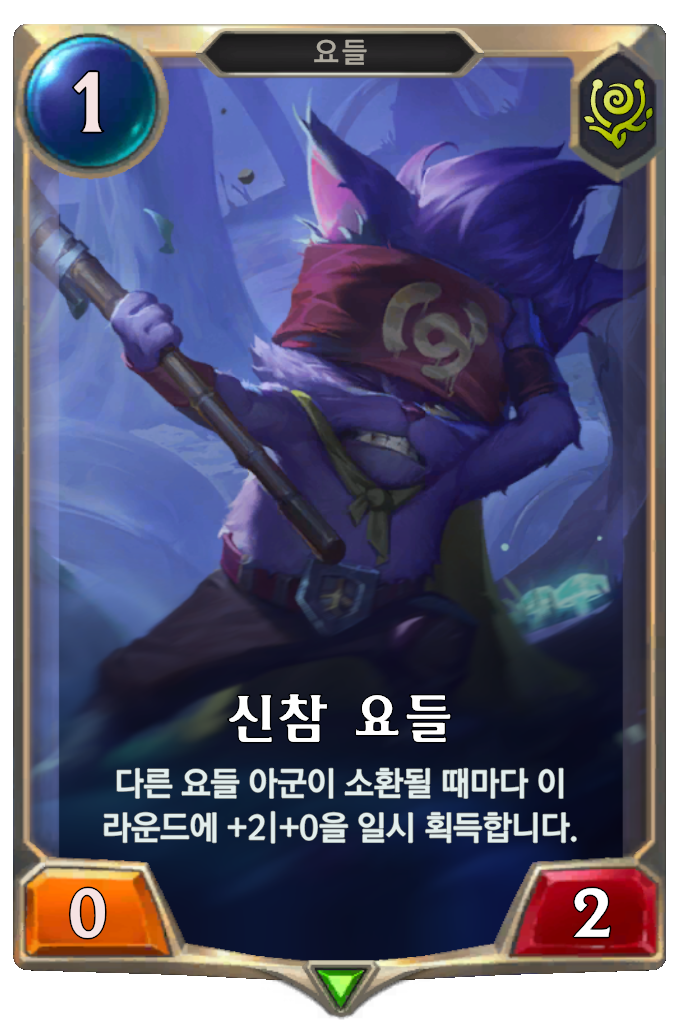 요들
1
신참 요들
다른 요들 아군이 소환될 때마다 이
라운드에 +2|+0을 일시 획득합니다.
0
2